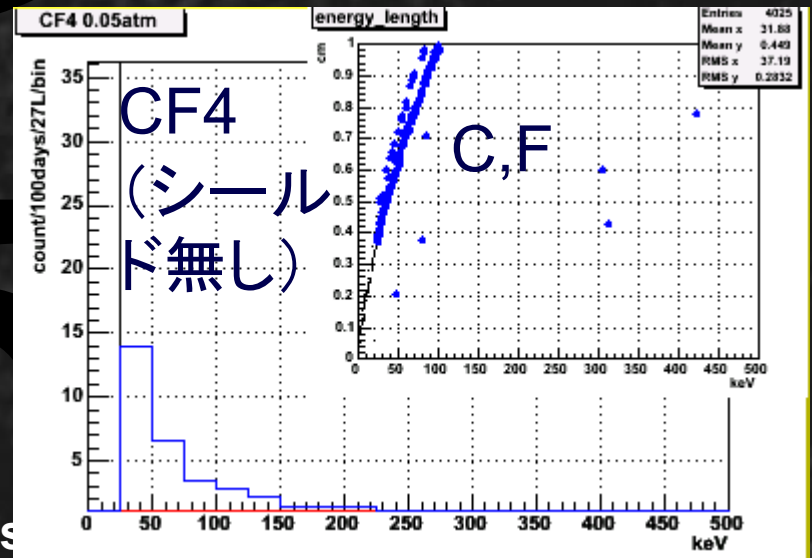 CF4 0.05atm
energy_length
Entries 4025
Mean x 31.88
Mean y 0.449
RMS x 37.19
RMS y 0.2832
count/100days/27L/bin
35
30
25
20
15
10
5
0 50 100 150 200 250 300 350 400 450 500
keV
CF4
(シール
ド無し)
cm
1
0.9
0.8
0.7
0.6
0.5
0.4
0.3
0.2
0.1
0
0 50 100 150 200 250 300 350 400 450 500
keV
C,F
s